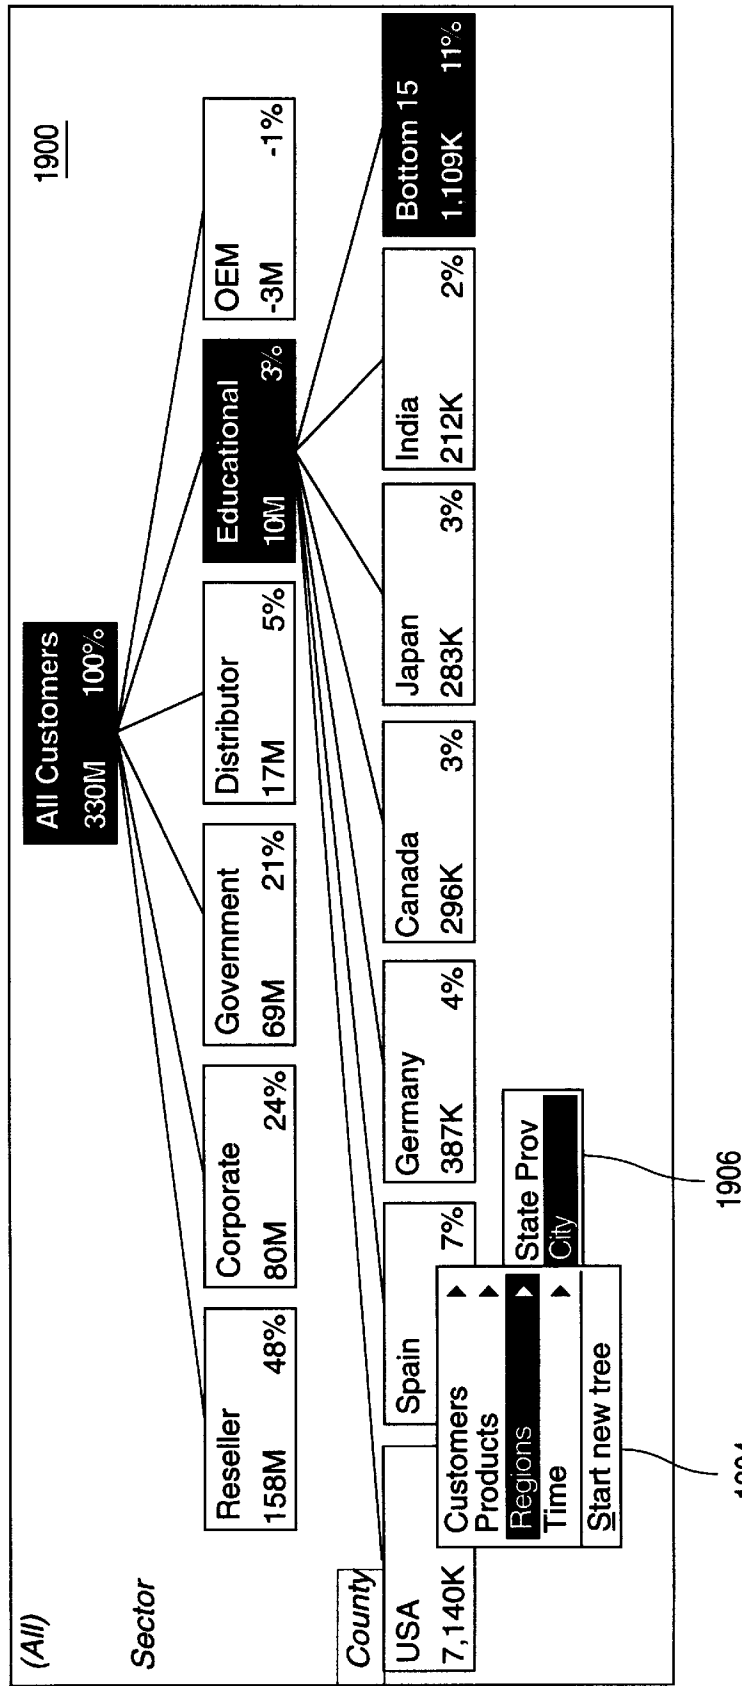 1900
(All)
All Customers
330M 100%
Sector
Reseller
158M 48%
Corporate
80M 24%
Government
69M 21%
Distributor
17M 5%
Educational
10M 3%
OEM
-3M -1%
County
USA
7,140K
Spain
7%
Germany
387K 4%
Canada
296K 3%
Japan
283K 3%
India
212K 2%
Bottom 15
1,109K 11%
Customers
Products
Regions
Time
Start new tree
State Prov
City
1906